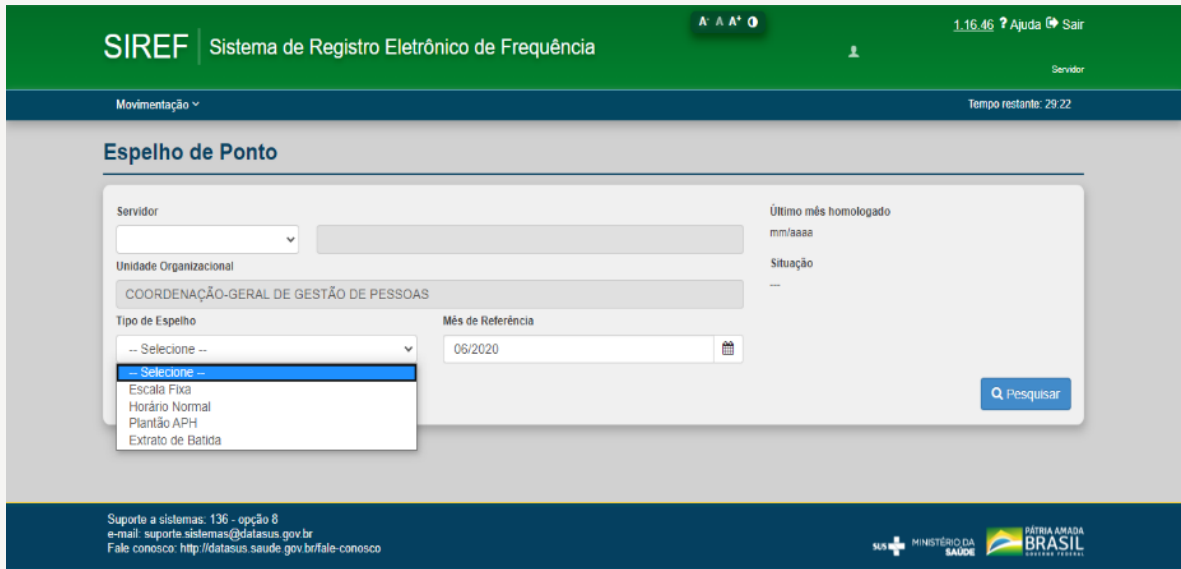 A- A A+
1.16.46 ? Ajuda Sair
SIREF Sistema de Registro Eletrônico de Frequência
Servidor
Movimentação
Tempo restante: 29:22
Espelho de Ponto
Servidor
Último mês homologado
mm/aaaa
Unidade Organizacional
Situação
COORDENAÇÃO-GERAL DE GESTÃO DE PESSOAS
---
Tipo de Espelho
Mês de Referência
-- Selecione --
06/2020
-- Selecione --
Escala Fixa
Horário Normal
Plantão APH
Extrato de Batida
Pesquisar
Suporte a sistemas: 136 - opção 8
e-mail: suporte.sistemas@datasus.gov.br
Fale conosco: http://datasus.saude.gov.br/fale-conosco
SUS
MINISTÉRIO DA
SAÚDE
PÁTRIA AMADA
BRASIL
GOVERNO FEDERAL